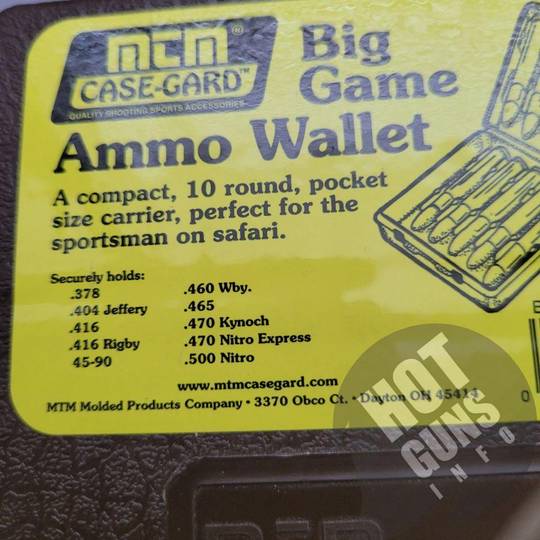 MTM®
CASE-GARD™
QUALITY SHOOTING SPORTS ACCESSORIES
Big
Game
Ammo Wallet
A compact, 10 round, pocket
size carrier, perfect for the
sportsman on safari.
Securely holds:
.378
.404 Jeffery
.416
.416 Rigby
45-90
.460 Wby.
.465
.470 Kynoch
.470 Nitro Express
.500 Nitro
www.mtmcasegard.com
MTM Molded Products Company • 3370 Obco Ct. • Dayton OH 45414
0
HOT
GUNS
INFO